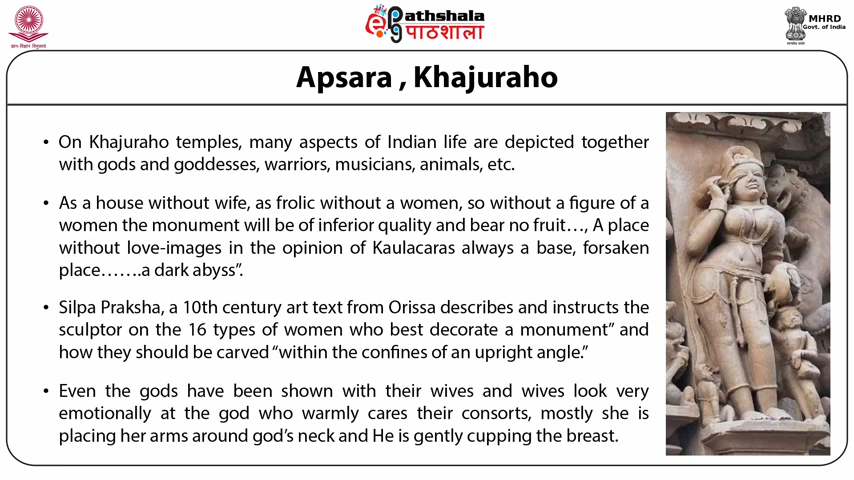 ज्ञान-विज्ञान विमुक्तये
ePathshala
पाठशाला
MHRD
Govt. of India
सत्यमेव जयते
Apsara , Khajuraho
• On Khajuraho temples, many aspects of Indian life are depicted together
with gods and goddesses, warriors, musicians, animals, etc.
• As a house without wife, as frolic without a women, so without a figure of a
women the monument will be of inferior quality and bear no fruit…, A place
without love-images in the opinion of Kaulacaras always a base, forsaken
place…….a dark abyss”.
• Silpa Praksha, a 10th century art text from Orissa describes and instructs the
sculptor on the 16 types of women who best decorate a monument” and
how they should be carved “within the confines of an upright angle.”
• Even the gods have been shown with their wives and wives look very
emotionally at the god who warmly cares their consorts, mostly she is
placing her arms around god’s neck and He is gently cupping the breast.